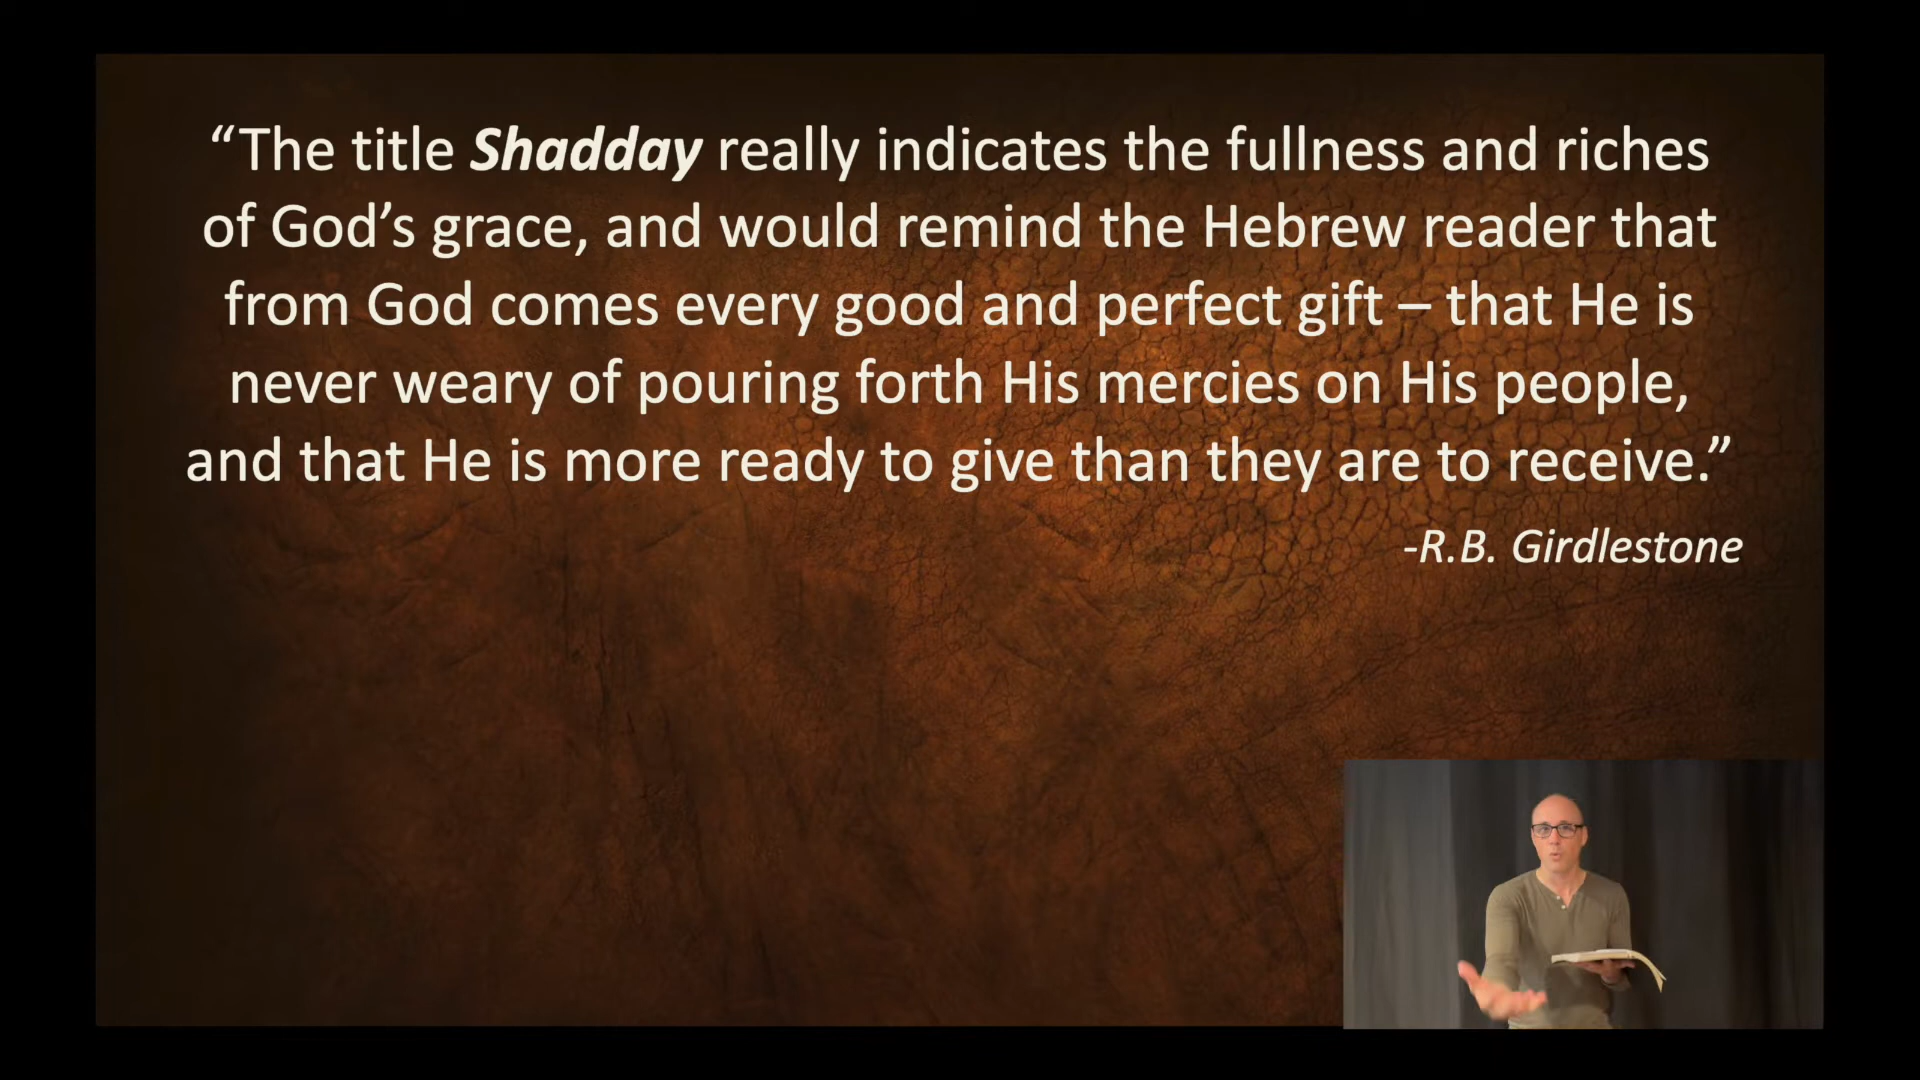 “The title Shadday really indicates the fullness and riches
of God’s grace, and would remind the Hebrew reader that
from God comes every good and perfect gift – that He is
never weary of pouring forth His mercies on His people,
and that He is more ready to give than they are to receive.”
-R.B. Girdlestone